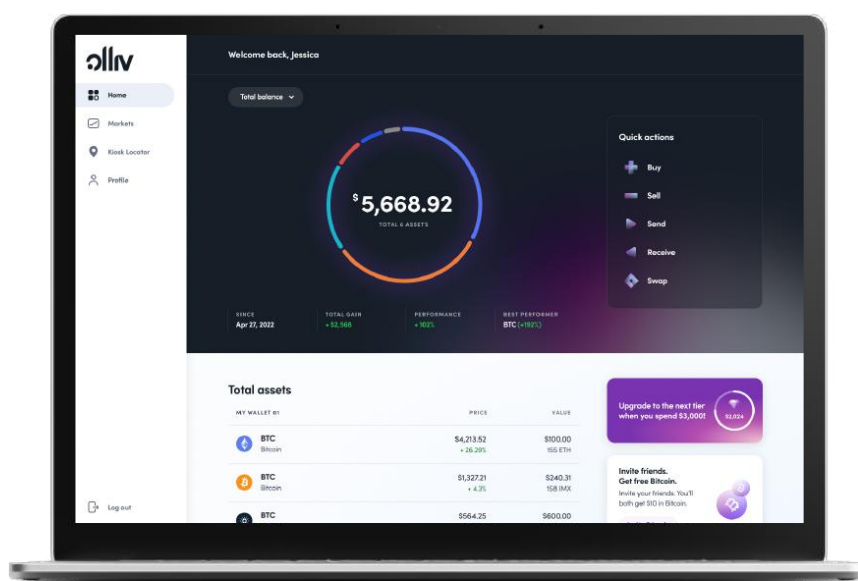 olliv
Home
Markets
Kiosk Locator
Profile
Log out
Welcome back, Jessica
Total balance
$5,668.92
TOTAL 6 ASSETS
SINCE
Apr 27, 2022
TOTAL GAIN
+ $2,568
PERFORMANCE
+ 102%
BEST PERFORMER
BTC (+192%)
Quick actions
Buy
Sell
Send
Receive
Swap
Total assets
MY WALLET 01 PRICE VALUE
BTC $4,213.52 $100.00
Bitcoin + 26.29% 155 ETH
BTC $1,327.21 $240.31
Bitcoin + 4.3% 158 IMX
BTC $564.25 $600.00
Upgrade to the next tier
when you spend $3,000!
$2,024
Invite friends.
Get free Bitcoin.
Invite your friends. You'll
both get $10 in Bitcoin.